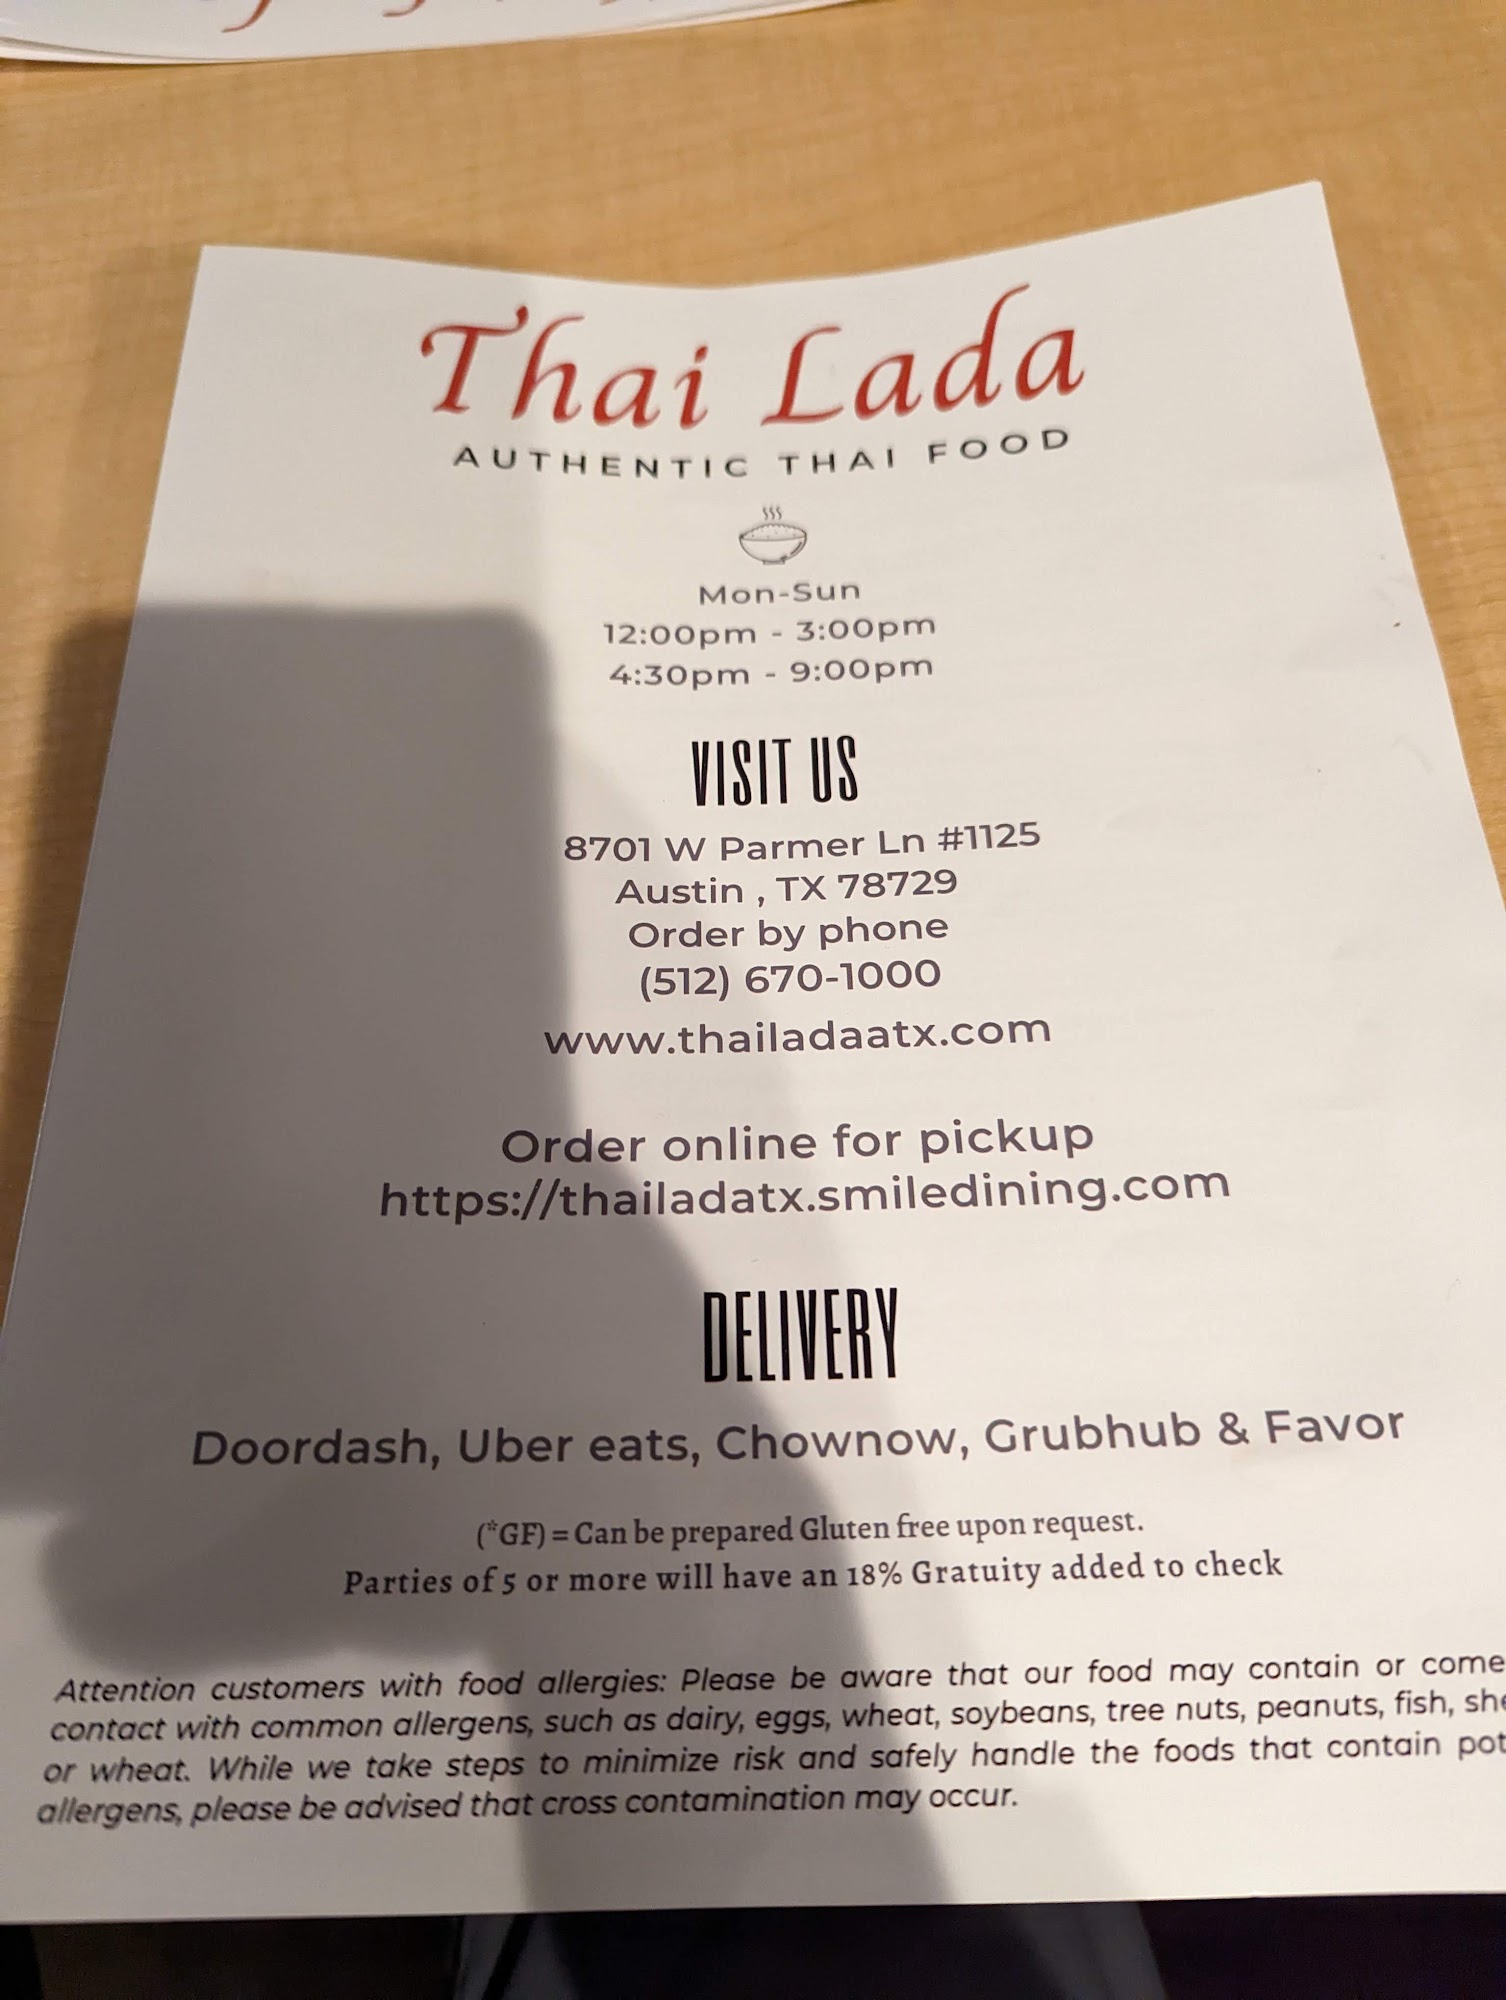 Thai Lada
AUTHENTIC THAI FOOD
Mon-Sun
12:00pm - 3:00pm
4:30pm - 9:00pm
VISIT US
8701 W Parmer Ln #1125
Austin , TX 78729
Order by phone
(512) 670-1000
www.thailadaatx.com
Order online for pickup
https://thailadatx.smiledining.com
DELIVERY
Doordash, Uber eats, Chownow, Grubhub & Favor
(*GF) = Can be prepared Gluten free upon request.
Parties of 5 or more will have an 18% Gratuity added to check
Attention customers with food allergies: Please be aware that our food may contain or come
contact with common allergens, such as dairy, eggs, wheat, soybeans, tree nuts, peanuts, fish,
or wheat. While we take steps to minimize risk and safely handle the foods that contain
allergens, please be advised that cross contamination may occur.